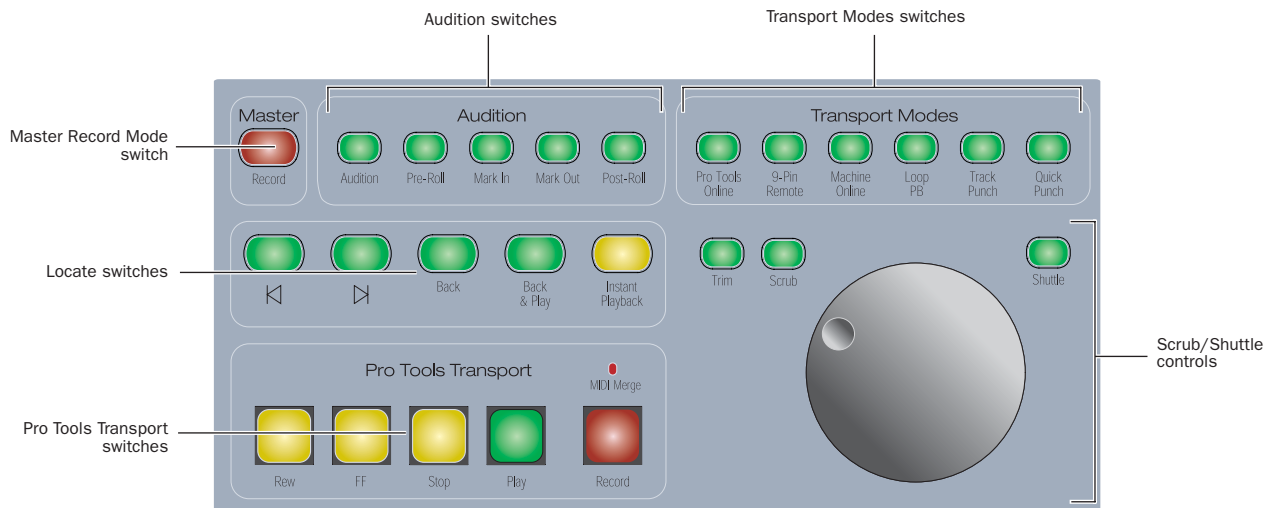 Audition switches
Transport Modes switches
Master Record Mode
switch
Master
Record
Audition
Audition
Pre-Roll
Mark In
Mark Out
Post-Roll
Transport Modes
Pro Tools
Online
9-Pin
Remote
Machine
Online
Loop
PB
Track
Punch
Quick
Punch
Locate switches
Back
Back
& Play
Instant
Playback
Trim
Scrub
Shuttle
Scrub/Shuttle
controls
Pro Tools Transport
switches
Pro Tools Transport
MIDI Merge
Rew
FF
Stop
Play
Record